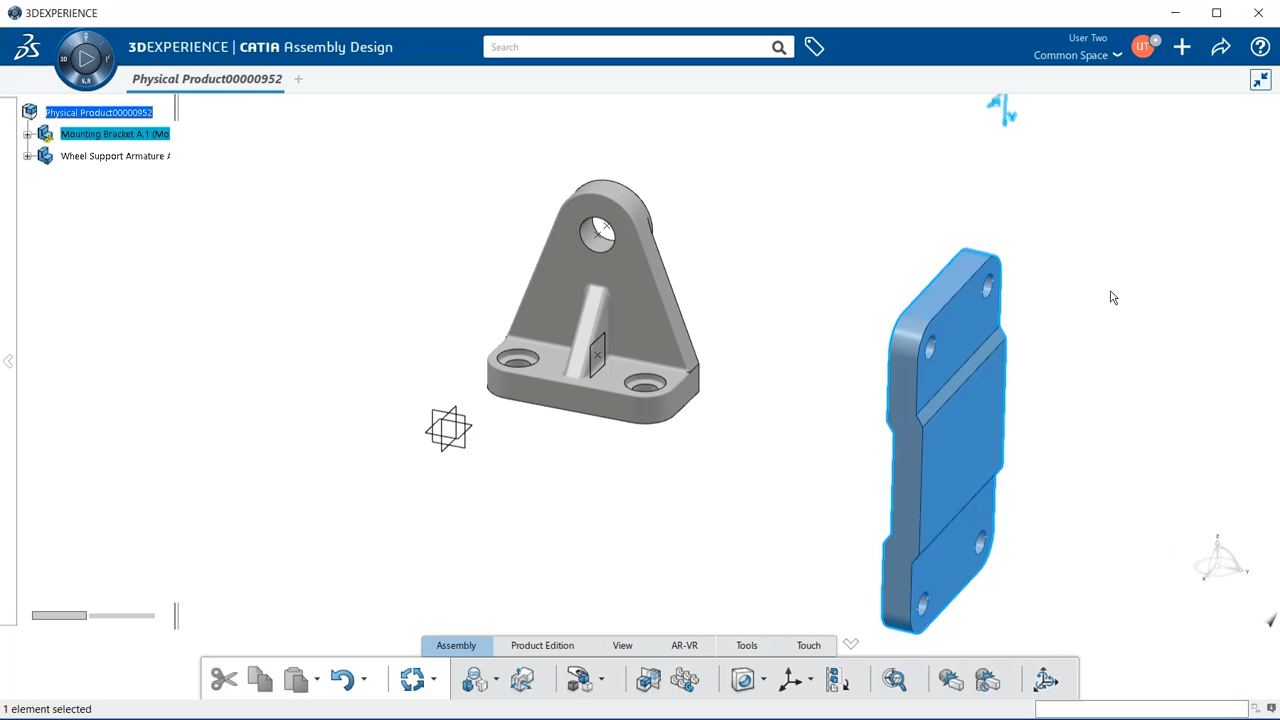 3DEXPERIENCE
3DEXPERIENCE | CATIA Assembly Design
Search
User Two
Common Space
UT
3D
V,R
Physical Product00000952
Physical Product00000952
Mounting Bracket A.1 (Mo
Wheel Support Armature A
Z
X
Y
Assembly
Product Edition
View
AR-VR
Tools
Touch
1 element selected